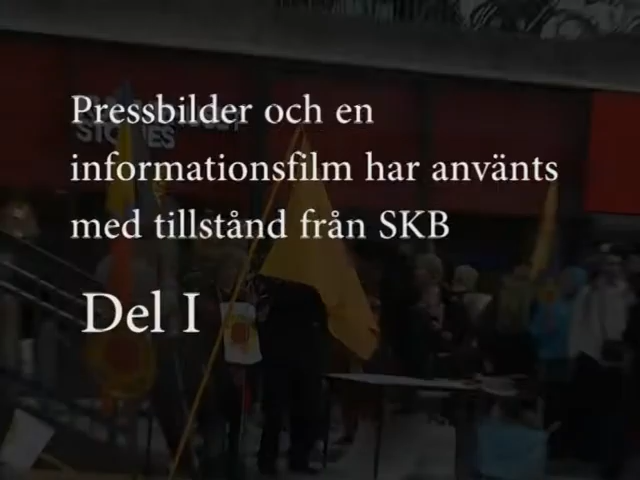 Pressbilder och en
informationsfilm har använts
med tillstånd från SKB
Del I